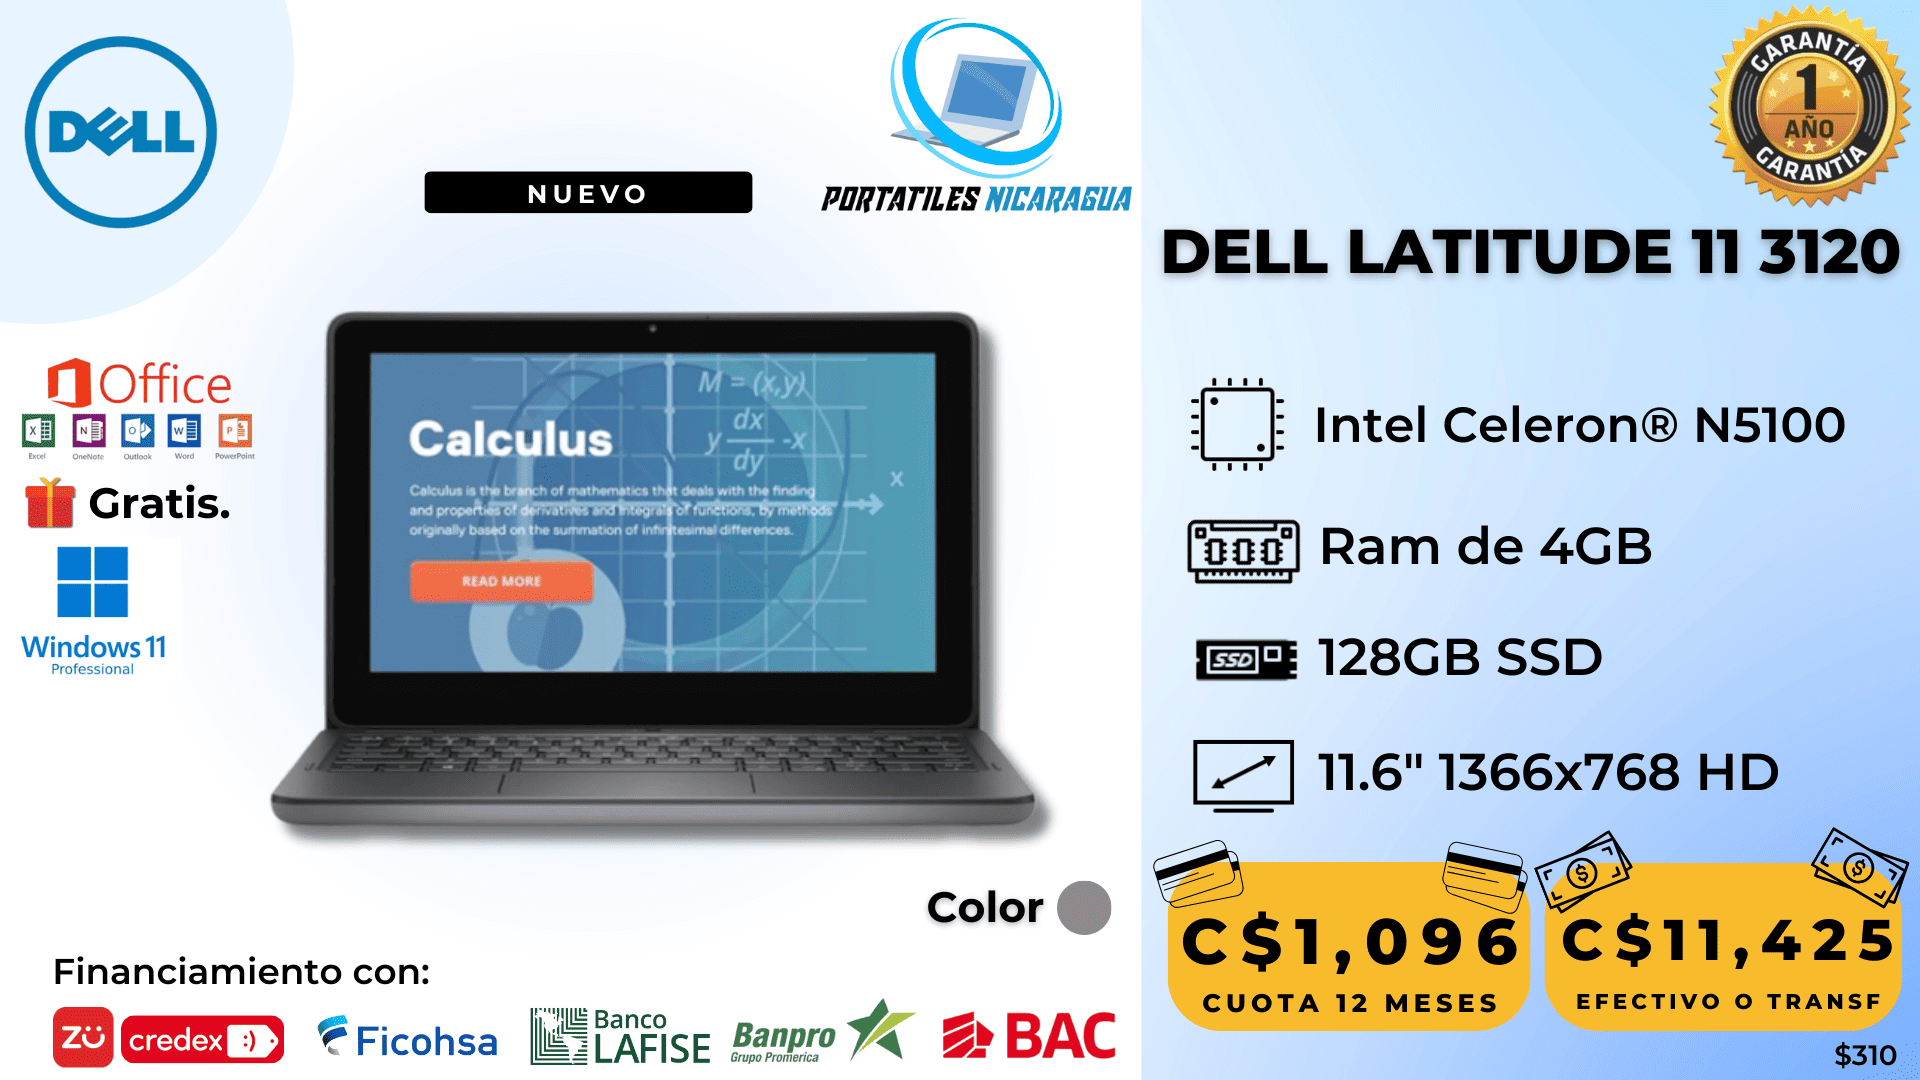 DELL
NUEVO
PORTATILES NICARAGUA
GARANTÍA
1
AÑO
GARANTÍA
DELL LATITUDE 11 3120
Office
Excel
OneNote
Outlook
Word
PowerPoint
Gratis.
Windows 11
Professional
M = (x,y)
dx
y -x
dy
x
Calculus
Calculus is the branch of mathematics that deals with the finding
and properties of derivatives and integrals of functions, by methods
originally based on the summation of infinitesimal differences.
READ MORE
Intel Celeron® N5100
Ram de 4GB
SSD
128GB SSD
11.6" 1366x768 HD
Color
C$1,096
CUOTA 12 MESES
C$11,425
EFECTIVO O TRANSF
$310
Financiamiento con:
ZU
credex :)
Ficohsa
Banco
LAFISE
Banpro
Grupo Promerica
BAC